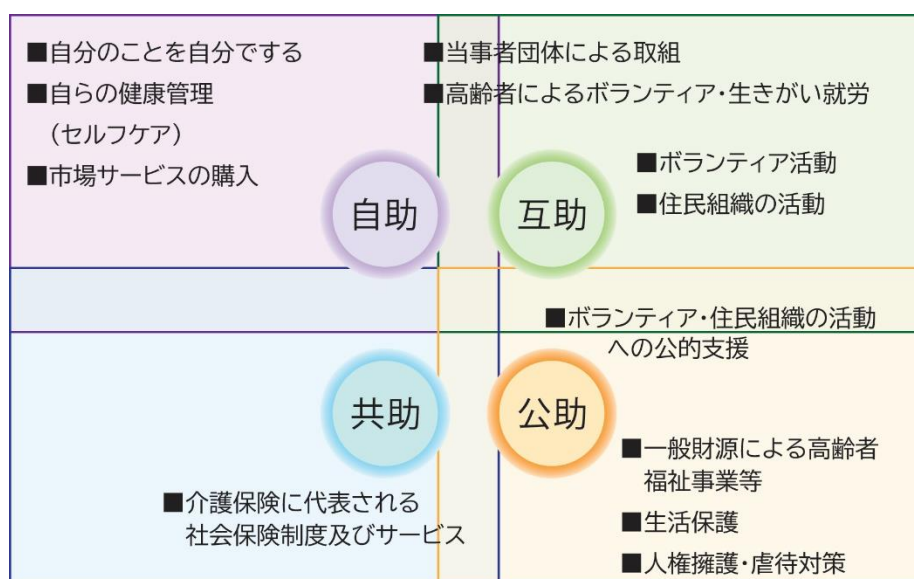 ■自分のことを自分でする
■自らの健康管理
（セルフケア）
■市場サービスの購入
自助
■当事者団体による取組
■高齢者によるボランティア・生きがい就労
■ボランティア活動
■住民組織の活動
互助
■ボランティア・住民組織の活動
への公的支援
共助
■介護保険に代表される
社会保険制度及びサービス
公助
■一般財源による高齢者
福祉事業等
■生活保護
■人権擁護・虐待対策